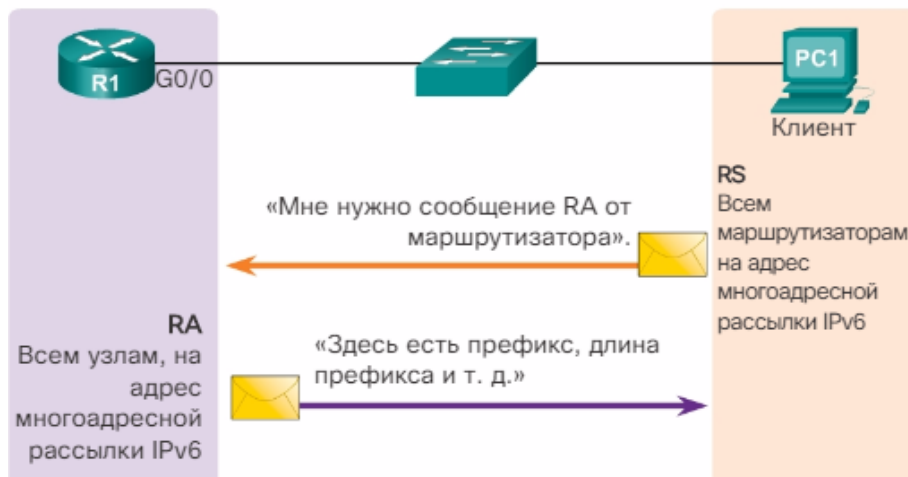 R1
G0/0
PC1
Клиент
RS
Всем
маршрутизаторам
на адрес
многоадресной
рассылки IPv6
«Мне нужно сообщение RA от
маршрутизатора».
RA
Всем узлам, на
адрес
многоадресной
рассылки IPv6
«Здесь есть префикс, длина
префикса и т. д.»